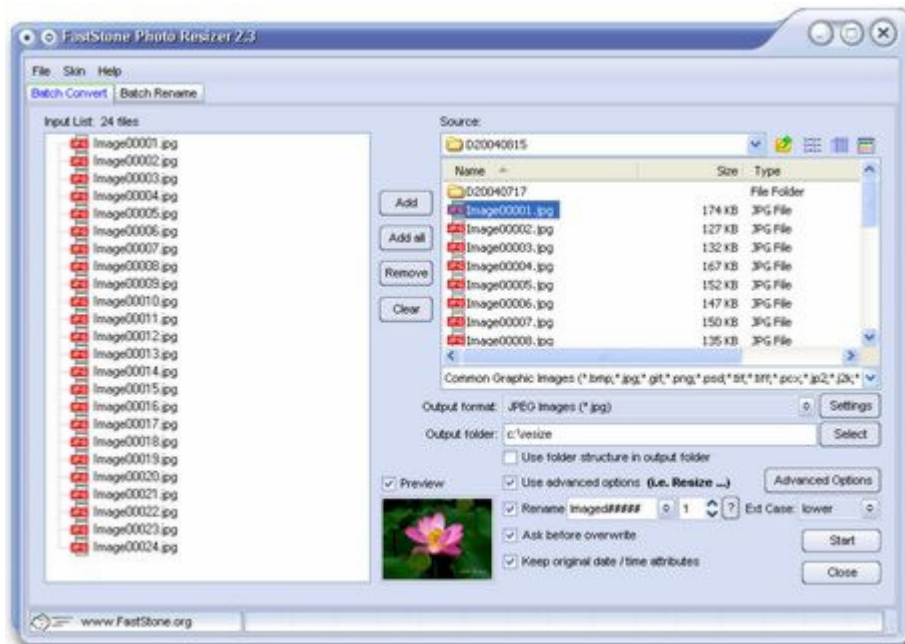 FastStone Photo Resizer 2.3
File Skin Help
Batch Convert Batch Rename
Input List: 24 files
Image00001.jpg
Image00002.jpg
Image00003.jpg
Image00004.jpg
Image00005.jpg
Image00006.jpg
Image00007.jpg
Image00008.jpg
Image00009.jpg
Image00010.jpg
Image00011.jpg
Image00012.jpg
Image00013.jpg
Image00014.jpg
Image00015.jpg
Image00016.jpg
Image00017.jpg
Image00018.jpg
Image00019.jpg
Image00020.jpg
Image00021.jpg
Image00022.jpg
Image00023.jpg
Image00024.jpg
Add
Add all
Remove
Clear
Source:
D20040815
Name Size Type
D20040717 File Folder
Image00001.jpg 174 KB JPG File
Image00002.jpg 127 KB JPG File
Image00003.jpg 132 KB JPG File
Image00004.jpg 167 KB JPG File
Image00005.jpg 152 KB JPG File
Image00006.jpg 147 KB JPG File
Image00007.jpg 150 KB JPG File
Image00008.jpg 135 KB JPG File
Common Graphic Images (*.bmp;*.jpg;*.gif;*.png;*.psd;*.tif;*.tiff;*.pcx;*.jp2;*.j2k;*
Output format: JPEG Images (*.jpg) Settings
Output folder: c:\resize Select
Use folder structure in output folder
Preview
Use advanced options (i.e. Resize ...) Advanced Options
Rename Image##### 1 ? Ext Case: lower
Ask before overwrite
Keep original date / time attributes
Start
Close
www.FastStone.org